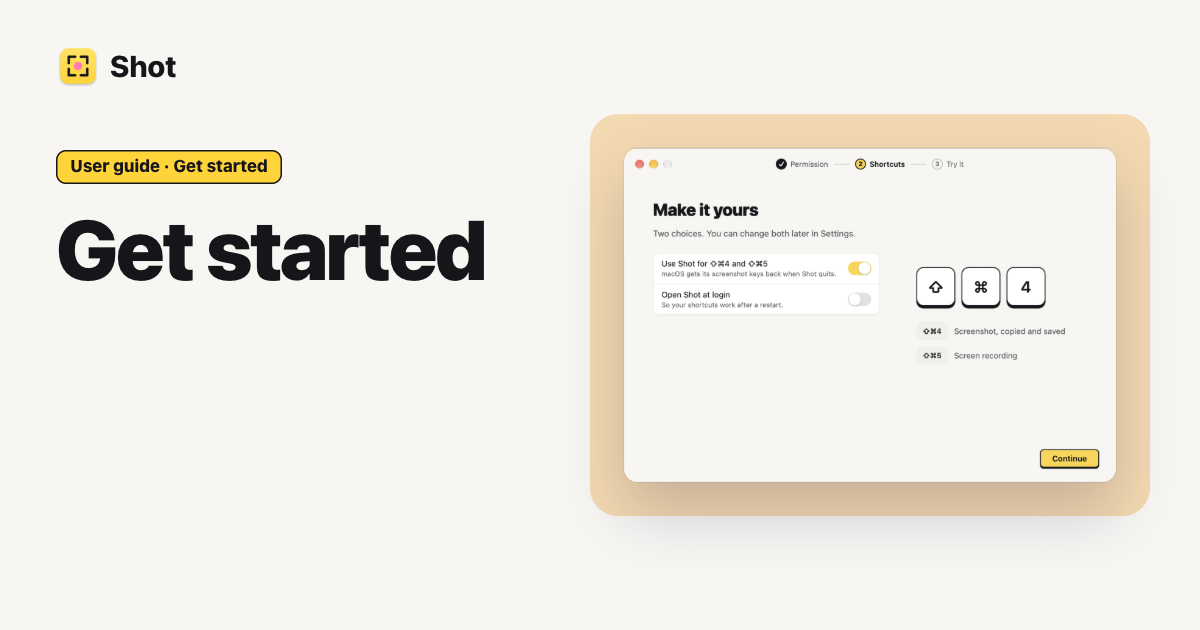 Shot
User guide · Get started
Get started
Permission
2 Shortcuts
3 Try it
Make it yours
Two choices. You can change both later in Settings.
Use Shot for ⇧⌘4 and ⇧⌘5
macOS gets its screenshot keys back when Shot quits.
Open Shot at login
So your shortcuts work after a restart.
⇧ ⌘ 4
⇧⌘4 Screenshot, copied and saved
⇧⌘5 Screen recording
Continue